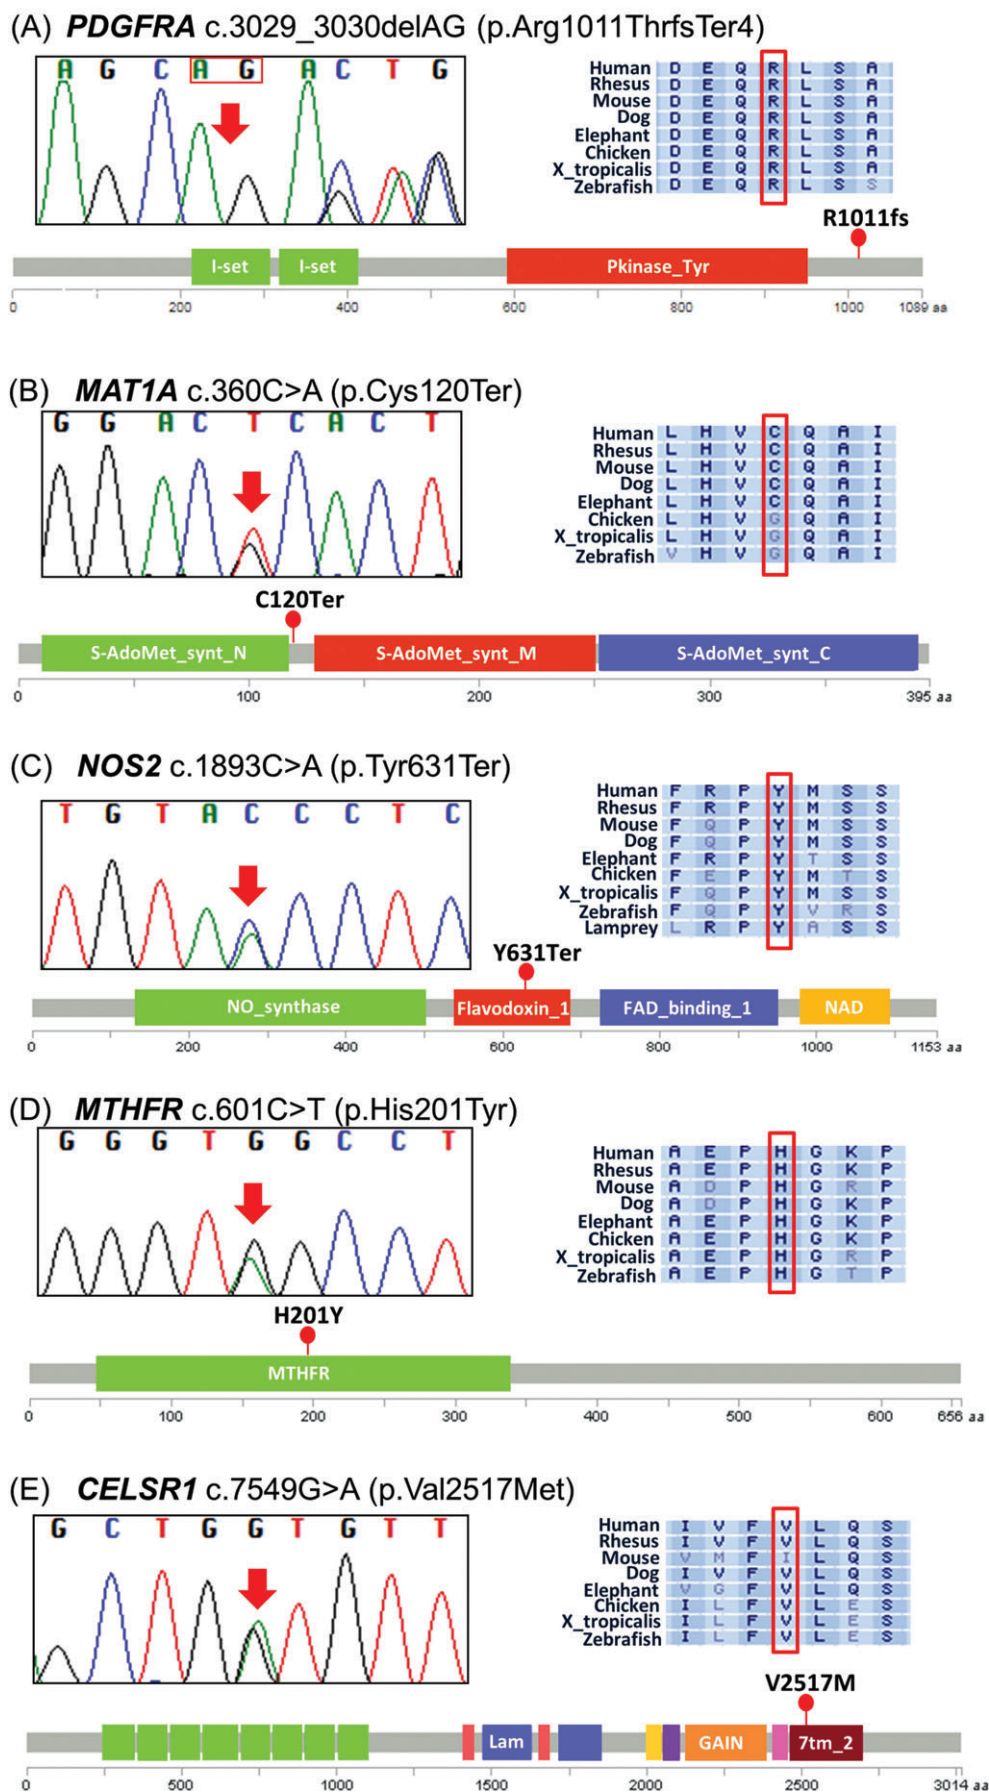 (A) PDGFRA c.3029_3030delAG (p.Arg1011ThrfsTer4)
A G C A G A C T G
Human D E Q R L S A
Rhesus D E Q R L S A
Mouse D E Q R L S A
Dog D E Q R L S A
Elephant D E Q R L S A
Chicken D E Q R L S A
X_tropicalis D E Q R L S A
Zebrafish D E Q R L S S
R1011fs
I-set I-set Pkinase_Tyr
0 200 400 600 800 1000 1089 aa
(B) MAT1A c.360C>A (p.Cys120Ter)
G G A C T C A C T
Human L H V C Q A I
Rhesus L H V C Q A I
Mouse L H V C Q A I
Dog L H V C Q A I
Elephant L H V C Q A I
Chicken L H V G Q A I
X_tropicalis L H V G Q A I
Zebrafish V H V G Q A I
C120Ter
S-AdoMet_synt_N S-AdoMet_synt_M S-AdoMet_synt_C
0 100 200 300 395 aa
(C) NOS2 c.1893C>A (p.Tyr631Ter)
T G T A C C C T C
Human F R P Y M S S
Rhesus F R P Y M S S
Mouse F Q P Y M S S
Dog F Q P Y M S S
Elephant F R P Y T S S
Chicken F E P Y M T S
X_tropicalis F Q P Y M S S
Zebrafish F Q P Y V R S
Lamprey L R P Y A S S
Y631Ter
NO_synthase Flavodoxin_1 FAD_binding_1 NAD
0 200 400 600 800 1000 1153 aa
(D) MTHFR c.601C>T (p.His201Tyr)
G G G T G G C C T
Human A E P H G K P
Rhesus A E P H G K P
Mouse A D P H G R P
Dog A D P H G K P
Elephant A E P H G K P
Chicken A E P H G K P
X_tropicalis A E P H G R P
Zebrafish A E P H G T P
H201Y
MTHFR
0 100 200 300 400 500 600 656 aa
(E) CELSR1 c.7549G>A (p.Val2517Met)
G C T G G T G T T
Human I V F V L Q S
Rhesus I V F V L Q S
Mouse V M F I L Q S
Dog I V F V L Q S
Elephant V G F V L Q S
Chicken I L F V L E S
X_tropicalis I L F V L E S
Zebrafish I L F V L E S
V2517M
Lam GAIN 7tm_2
0 500 1000 1500 2000 2500 3014 aa